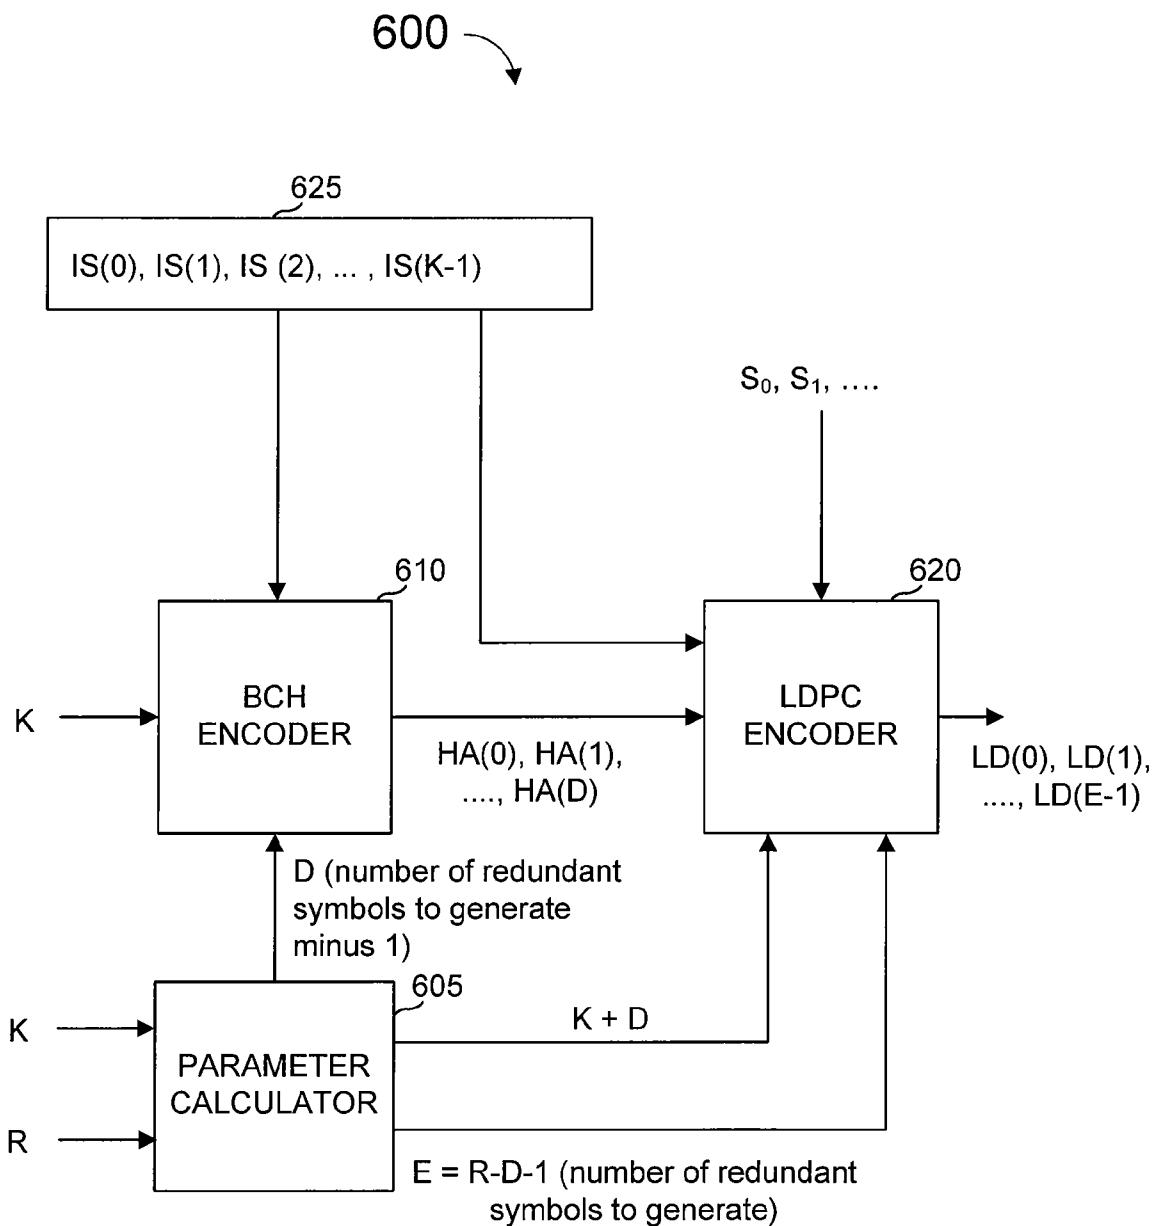 600
625
IS(0), IS(1), IS (2), ... , IS(K-1)
S₀, S₁, ....
610
620
BCH
ENCODER
LDPC
ENCODER
K
HA(0), HA(1),
...., HA(D)
LD(0), LD(1),
...., LD(E-1)
D (number of redundant
symbols to generate
minus 1)
605
K
K + D
PARAMETER
CALCULATOR
R
E = R-D-1 (number of redundant
symbols to generate)